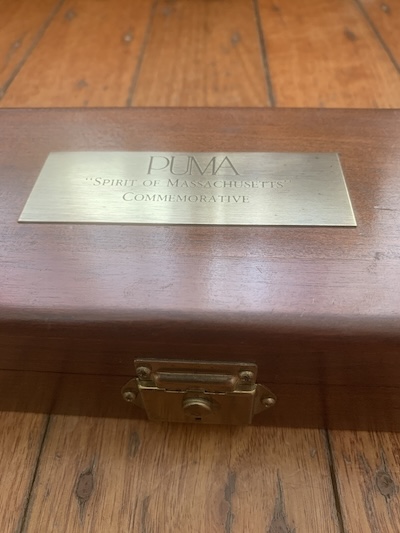 PUMA
"SPIRIT OF MASSACHUSETTS"
COMMEMORATIVE